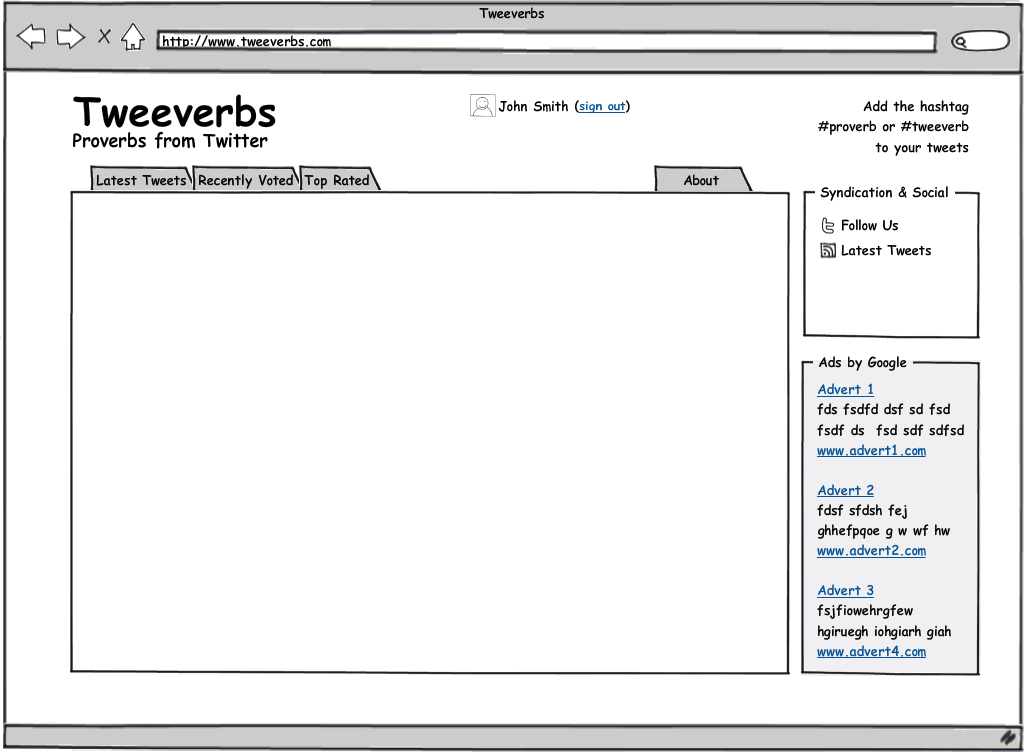 Tweeverbs
http://www.tweeverbs.com
Tweeverbs
Proverbs from Twitter
John Smith (sign out)
Add the hashtag
#proverb or #tweeverb
to your tweets
Latest Tweets
Recently Voted
Top Rated
About
Syndication & Social
Follow Us
Latest Tweets
Ads by Google
Advert 1
fds fsdfd dsf sd fsd
fsdf ds  fsd sdf sdfsd
www.advert1.com
Advert 2
fdsf sfdsh fej
ghhefpqoe g w wf hw
www.advert2.com
Advert 3
fsjfiowehrgfew
hgiruegh iohgiarh giah
www.advert4.com